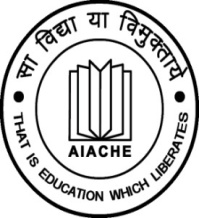 सा विद्या या विमुक्तये
AIACHE
THAT IS EDUCATION WHICH LIBERATES